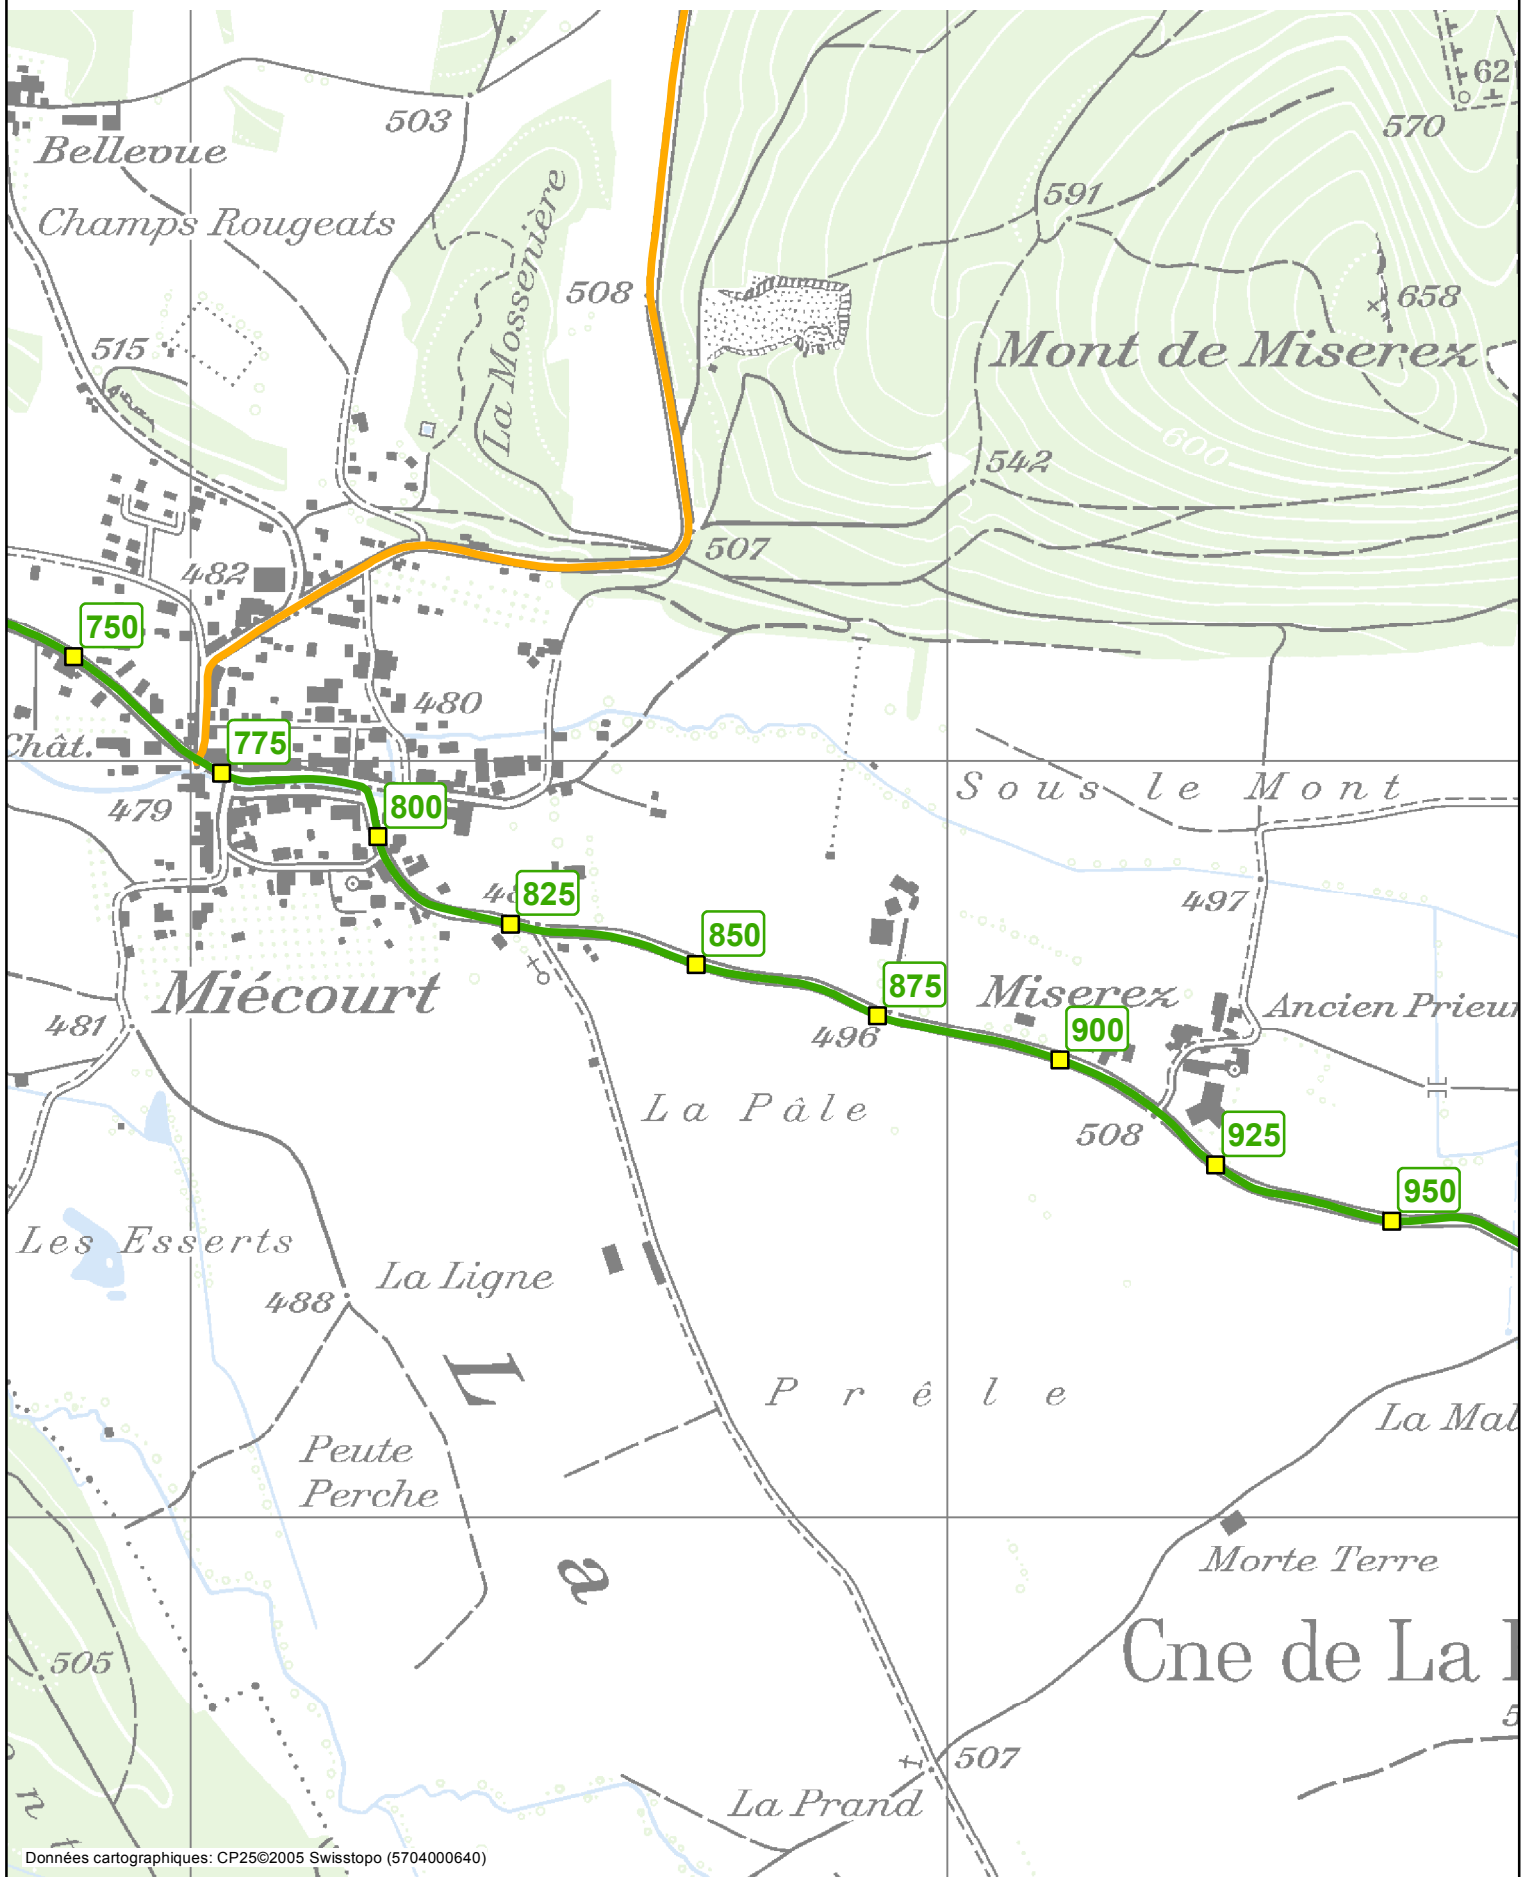 62
503
570
Bellevue
591
Champs Rougeats
La Mossenière
508
658
515
Mont de Miserez
600
542
507
482
750
480
775
Chât.
Sous le Mont
479
800
825
497
850
875
Miserez
Miécourt
Ancien Prieu
481
496
900
La Pâle
508
925
950
Les Esserts
La Ligne
488
L
Prêle
La Mal
Peute
Perche
Morte Terre
a
Cne de La
505
507
La Prand
n
t
Données cartographiques: CP25©2005 Swisstopo (5704000640)